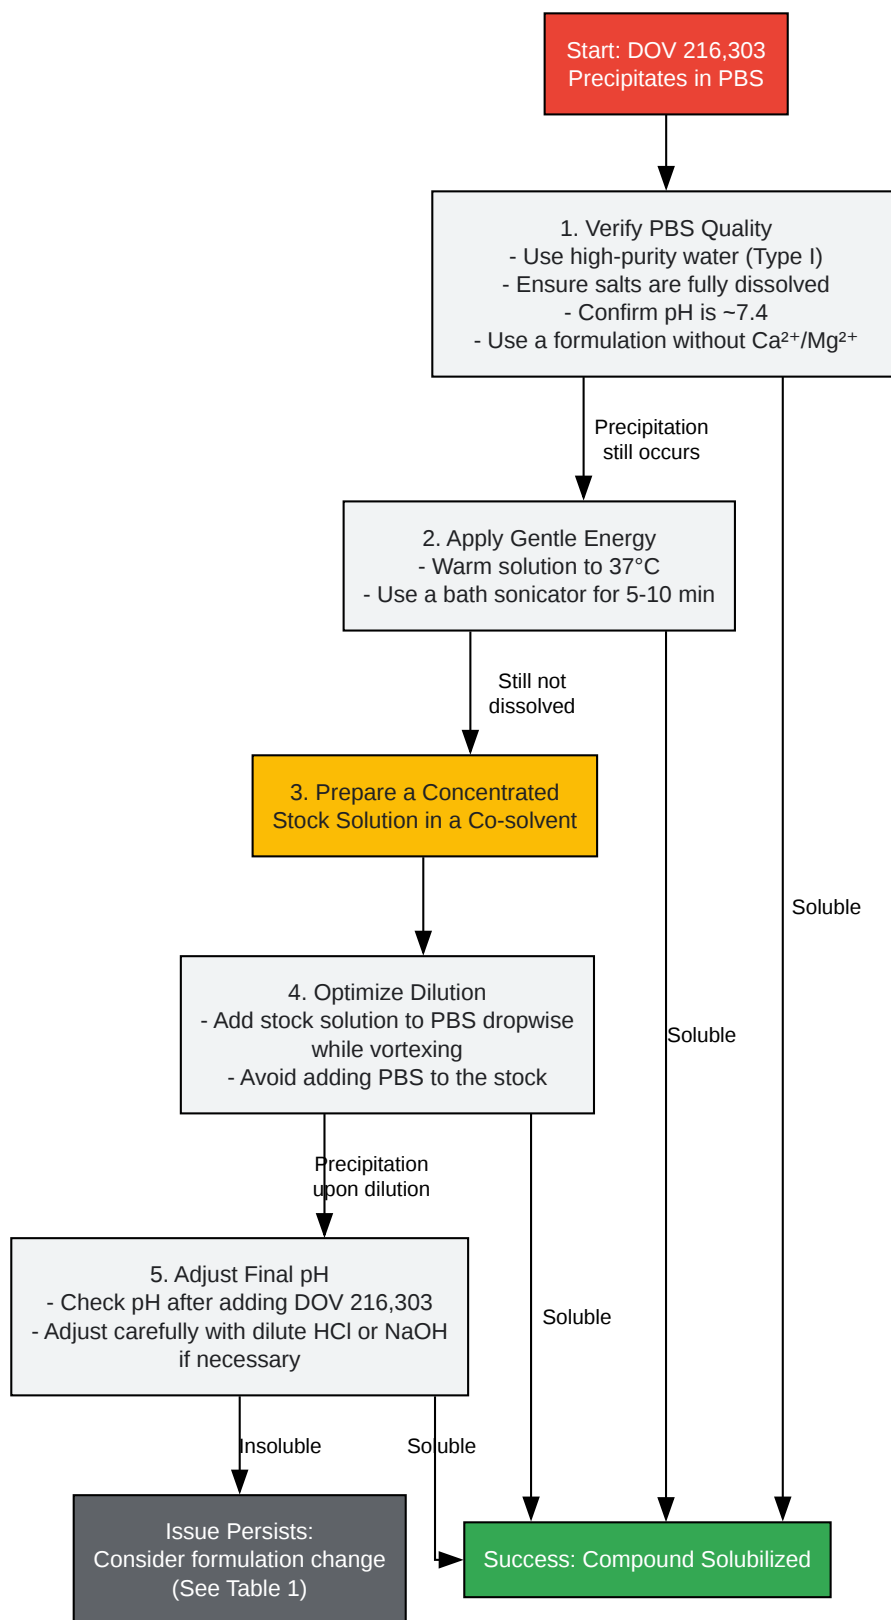 Start: DOV 216,303
Precipitates in PBS
1. Verify PBS Quality
- Use high-purity water (Type I)
- Ensure salts are fully dissolved
- Confirm pH is ~7.4
- Use a formulation without Ca²⁺/Mg²⁺
Precipitation
still occurs
2. Apply Gentle Energy
- Warm solution to 37°C
- Use a bath sonicator for 5-10 min
Still not
dissolved
3. Prepare a Concentrated
Stock Solution in a Co-solvent
Soluble
4. Optimize Dilution
- Add stock solution to PBS dropwise
while vortexing
- Avoid adding PBS to the stock
Soluble
Precipitation
upon dilution
5. Adjust Final pH
- Check pH after adding DOV 216,303
- Adjust carefully with dilute HCl or NaOH
if necessary
Soluble
Insoluble
Soluble
Issue Persists:
Consider formulation change
(See Table 1)
Success: Compound Solubilized